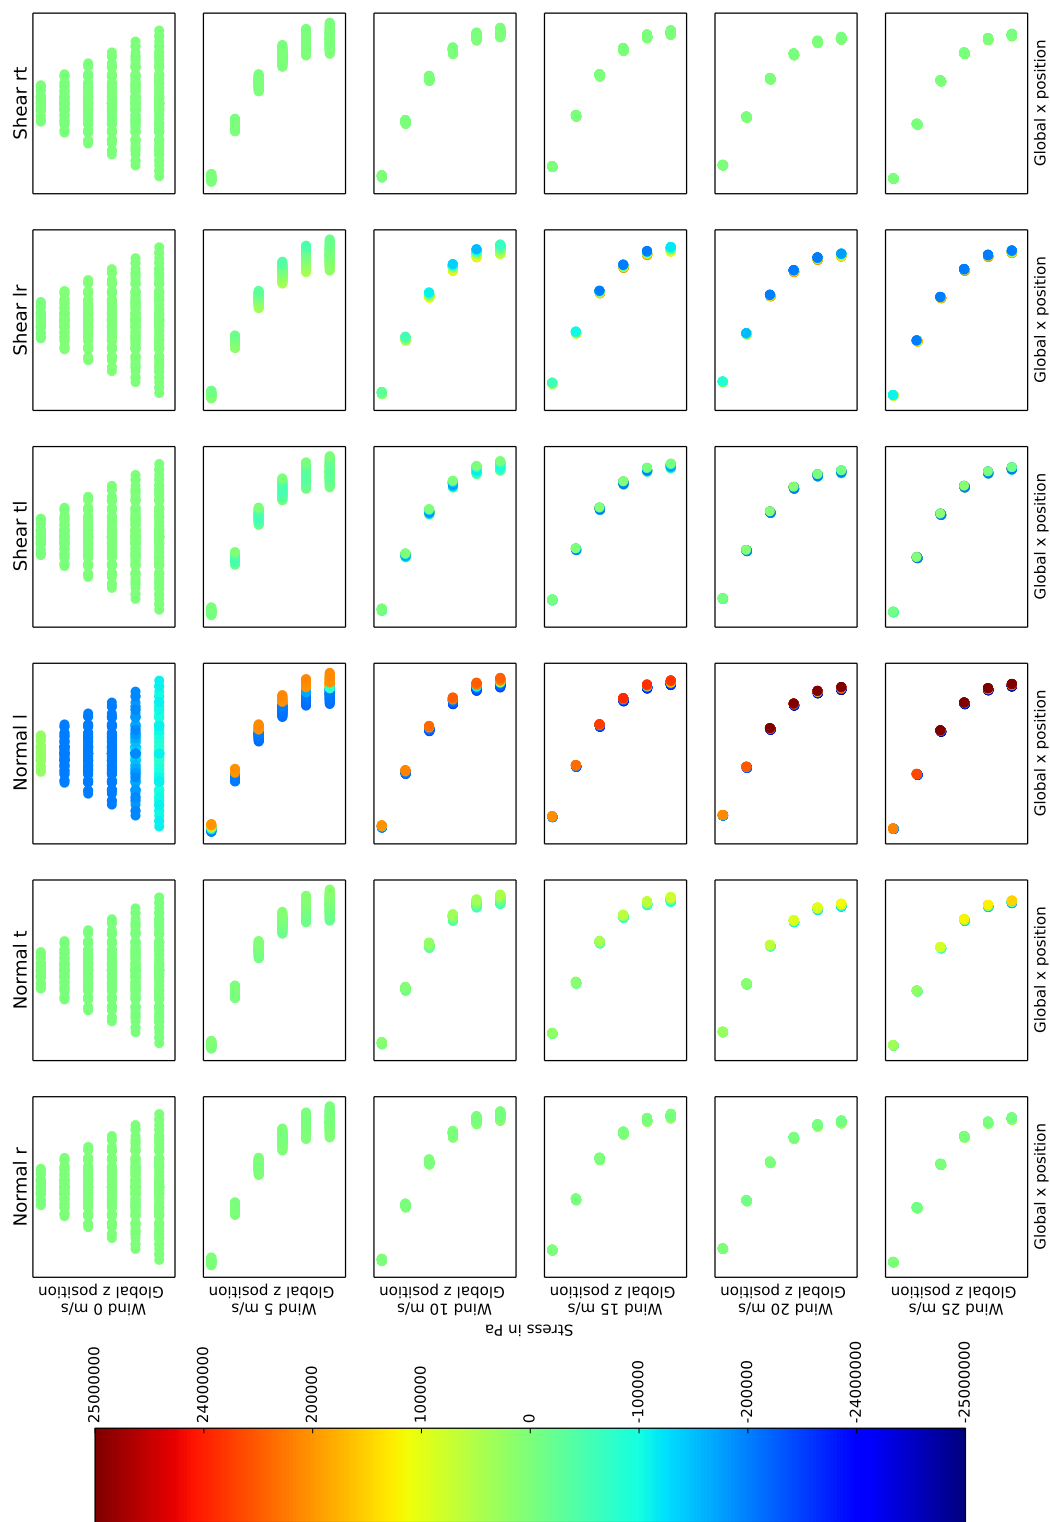 Normal r
Normal t
Normal l
Shear tl
Shear lr
Shear rt
Wind 0 m/s
Global z position
Wind 5 m/s
Global z position
Wind 10 m/s
Global z position
Wind 15 m/s
Global z position
Wind 20 m/s
Global z position
Wind 25 m/s
Global z position
Global x position
Global x position
Global x position
Global x position
Global x position
Global x position
Stress in Pa
25000000
24000000
200000
100000
0
-100000
-200000
-24000000
-25000000